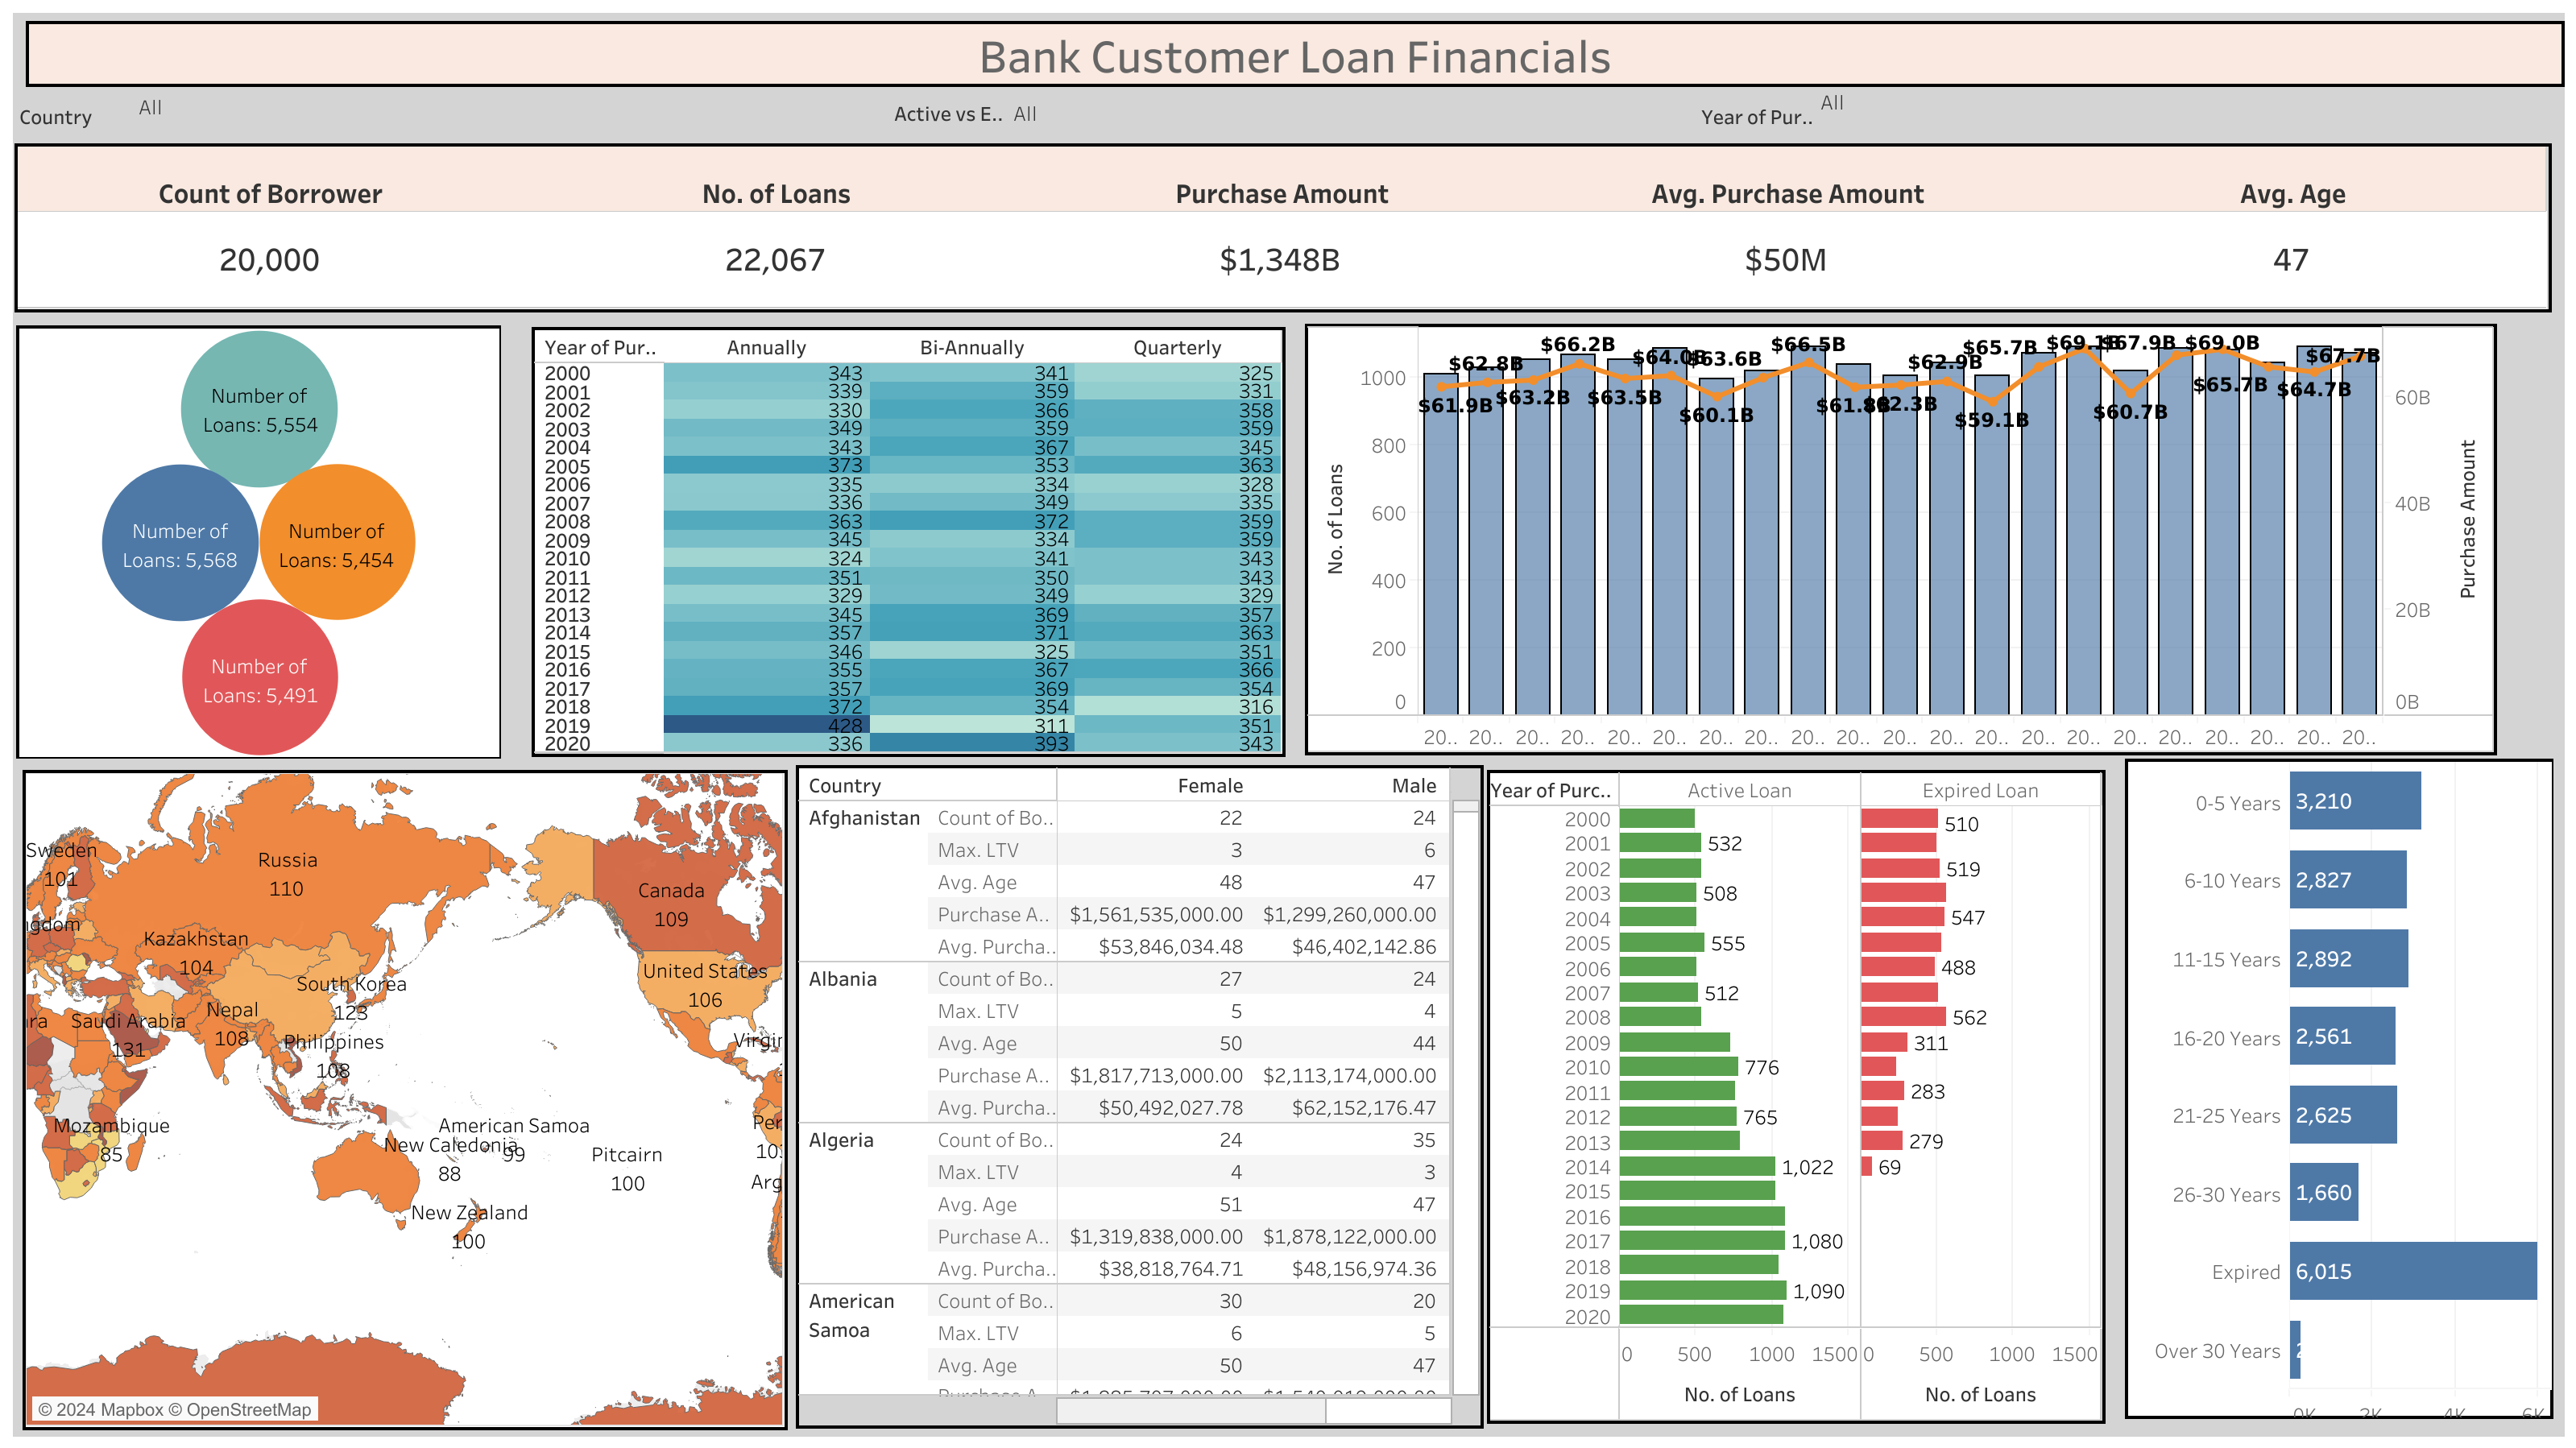 Bank Customer Loan Financials
Country All
Active vs E.. All
Year of Pur.. All
Count of Borrower No. of Loans Purchase Amount Avg. Purchase Amount Avg. Age
20,000 22,067 $1,348B $50M 47
Number of
Loans: 5,554
Number of
Loans: 5,568
Number of
Loans: 5,454
Number of
Loans: 5,491
Year of Pur.. Annually Bi-Annually Quarterly
2000 343 341 325
2001 339 359 331
2002 330 366 358
2003 349 359 359
2004 343 367 345
2005 373 353 363
2006 335 334 328
2007 336 349 335
2008 363 372 359
2009 345 334 359
2010 324 341 343
2011 351 350 343
2012 329 349 329
2013 345 369 357
2014 357 371 363
2015 346 325 351
2016 355 367 366
2017 357 369 354
2018 372 354 316
2019 428 311 351
2020 336 393 343
No. of Loans
1000
800
600
400
200
0
$61.9B $62.8B $63.2B $66.2B $63.5B $64.0B $60.1B $63.6B $66.5B $61.8B $62.3B $62.9B $59.1B $65.7B $69.1B $60.7B $67.9B $69.0B $65.7B $64.7B $67.7B
60B
40B
20B
0B
Purchase Amount
20.. 20.. 20.. 20.. 20.. 20.. 20.. 20.. 20.. 20.. 20.. 20.. 20.. 20.. 20.. 20.. 20.. 20.. 20.. 20.. 20..
Sweden
101
Russia
110
Canada
109
gdom
Kazakhstan
104
United States
106
South Korea
123
Nepal
108
ra
Saudi Arabia
131
Philippines
108
Virgin
Mozambique
85
American Samoa
99
New Caledonia
88
Pitcairn
100
Per
10
Arg
New Zealand
100
© 2024 Mapbox © OpenStreetMap
Country Female Male
Afghanistan Count of Bo.. 22 24
Max. LTV 3 6
Avg. Age 48 47
Purchase A.. $1,561,535,000.00 $1,299,260,000.00
Avg. Purcha.. $53,846,034.48 $46,402,142.86
Albania Count of Bo.. 27 24
Max. LTV 5 4
Avg. Age 50 44
Purchase A.. $1,817,713,000.00 $2,113,174,000.00
Avg. Purcha.. $50,492,027.78 $62,152,176.47
Algeria Count of Bo.. 24 35
Max. LTV 4 3
Avg. Age 51 47
Purchase A.. $1,319,838,000.00 $1,878,122,000.00
Avg. Purcha.. $38,818,764.71 $48,156,974.36
American Samoa Count of Bo.. 30 20
Max. LTV 6 5
Avg. Age 50 47
Year of Purc.. Active Loan Expired Loan
2000 510
2001 532
2002 519
2003 508
2004 547
2005 555
2006 488
2007 512
2008 562
2009 311
2010 776
2011 283
2012 765
2013 279
2014 1,022 69
2015
2016
2017 1,080
2018
2019 1,090
2020
0 500 1000 1500 0 500 1000 1500
No. of Loans No. of Loans
0-5 Years 3,210
6-10 Years 2,827
11-15 Years 2,892
16-20 Years 2,561
21-25 Years 2,625
26-30 Years 1,660
Expired 6,015
Over 30 Years
0K 2K 4K 6K